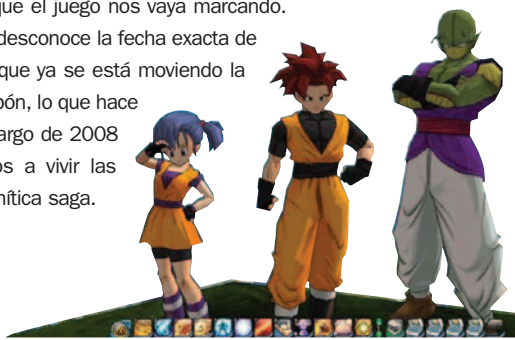 que el juego nos vaya marcando.
desconoce la fecha exacta de
que ya se está moviendo la
pón, lo que hace
argo de 2008
os a vivir las
nítica saga.